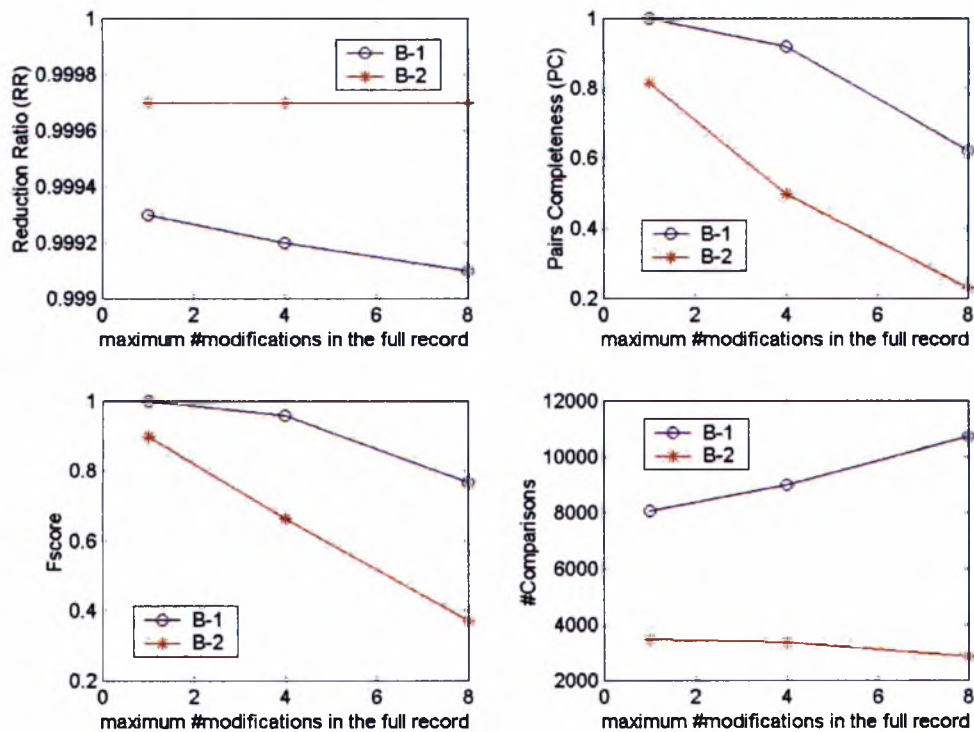 1
0.9998
0.9996
0.9994
0.9992
0.999
Reduction Ratio (RR)
B-1
B-2
0 2 4 6 8
maximum #modifications in the full record
1
0.8
0.6
0.4
0.2
Pairs Completeness (PC)
B-1
B-2
0 2 4 6 8
maximum #modifications in the full record
1
0.8
0.6
0.4
0.2
Fscore
B-1
B-2
0 2 4 6 8
maximum #modifications in the full record
12000
10000
8000
6000
4000
2000
#Comparisons
B-1
B-2
0 2 4 6 8
maximum #modifications in the full record